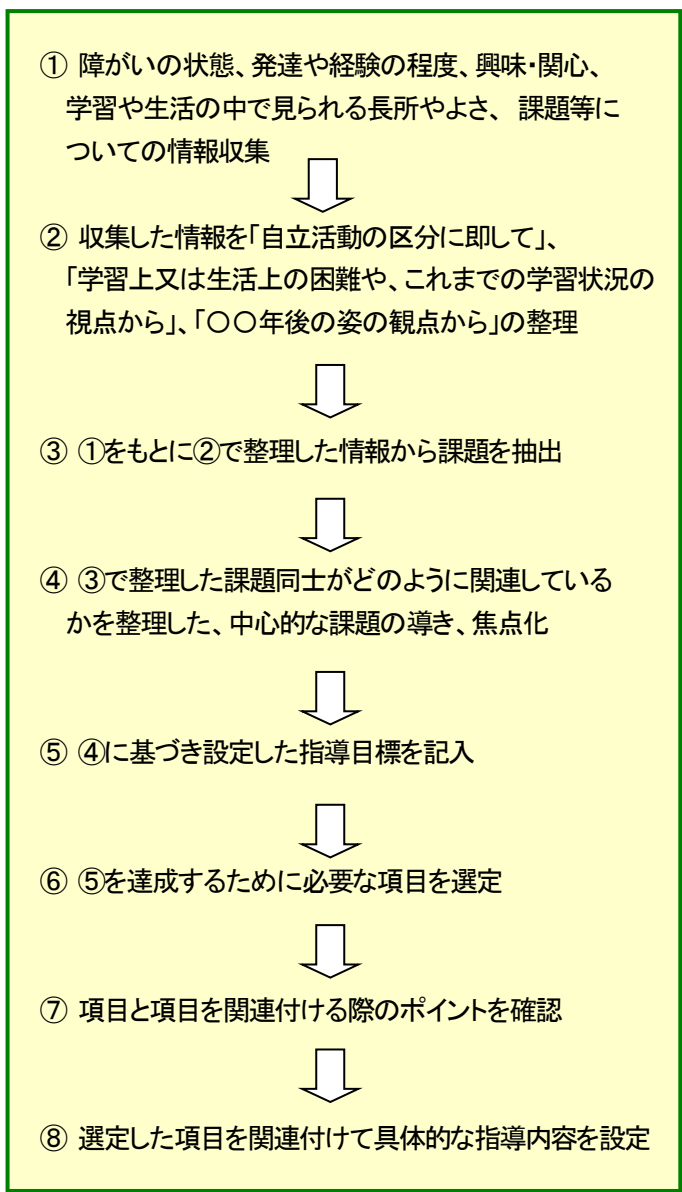 ① 障がいの状態、発達や経験の程度、興味・関心、
学習や生活の中で見られる長所やよさ、 課題等に
ついての情報収集
② 収集した情報を「自立活動の区分に即して」、
「学習上又は生活上の困難や、これまでの学習状況の
視点から」、「〇〇年後の姿の観点から」の整理
③ ①をもとに②で整理した情報から課題を抽出
④ ③で整理した課題同士がどのように関連している
かを整理した、中心的な課題の導き、焦点化
⑤ ④に基づき設定した指導目標を記入
⑥ ⑤を達成するために必要な項目を選定
⑦ 項目と項目を関連付ける際のポイントを確認
⑧ 選定した項目を関連付けて具体的な指導内容を設定